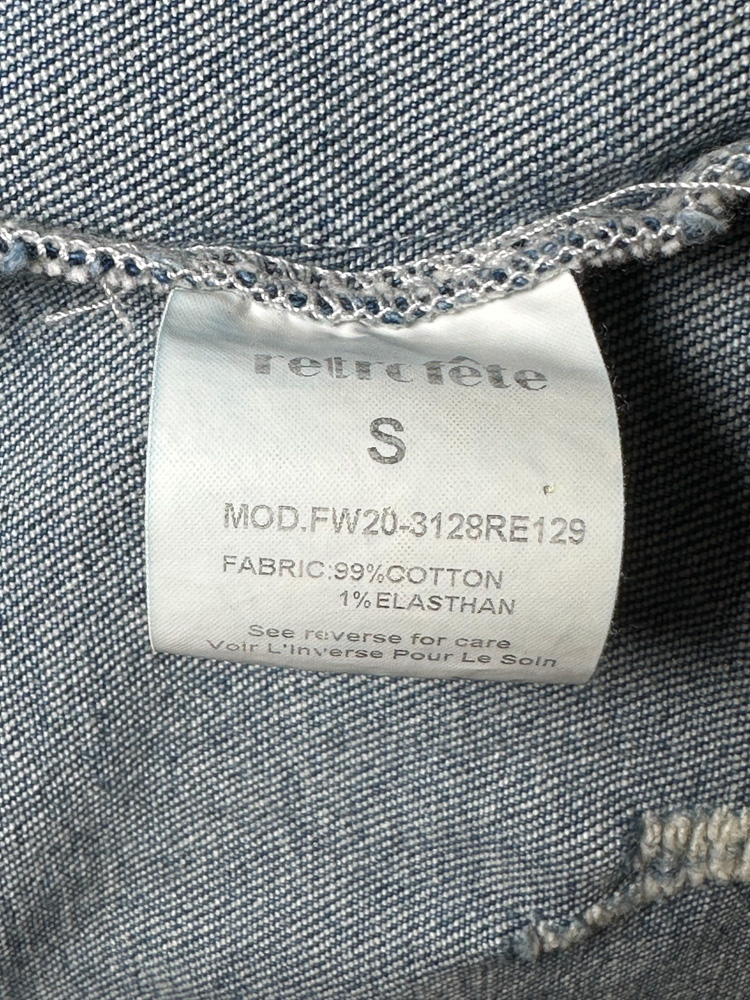 retrofête
S
MOD.FW20-3128RE129
FABRIC:99%COTTON
1%ELASTHAN
See reverse for care
Voir L'Inverse Pour Le Soin